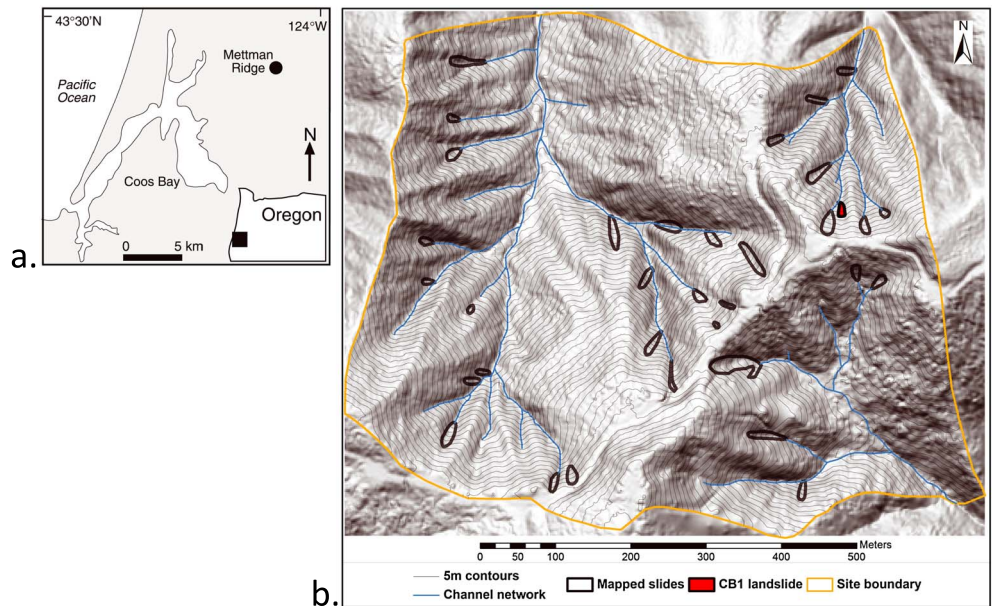 43°30'N
124°W
Mettman
Ridge
Pacific
Ocean
N
Coos Bay
Oregon
0 5 km
a.
N
Meters
0 50 100 200 300 400 500
5m contours
Mapped slides
CB1 landslide
Site boundary
Channel network
b.